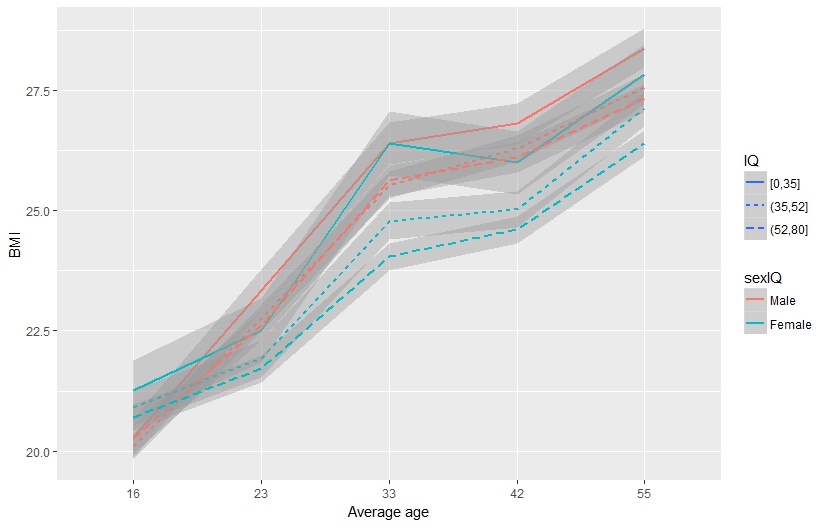 BMI
27.5
25.0
22.5
20.0
16 23 33 42 55
Average age
IQ
[0,35]
(35,52]
(52,80]
sexIQ
Male
Female